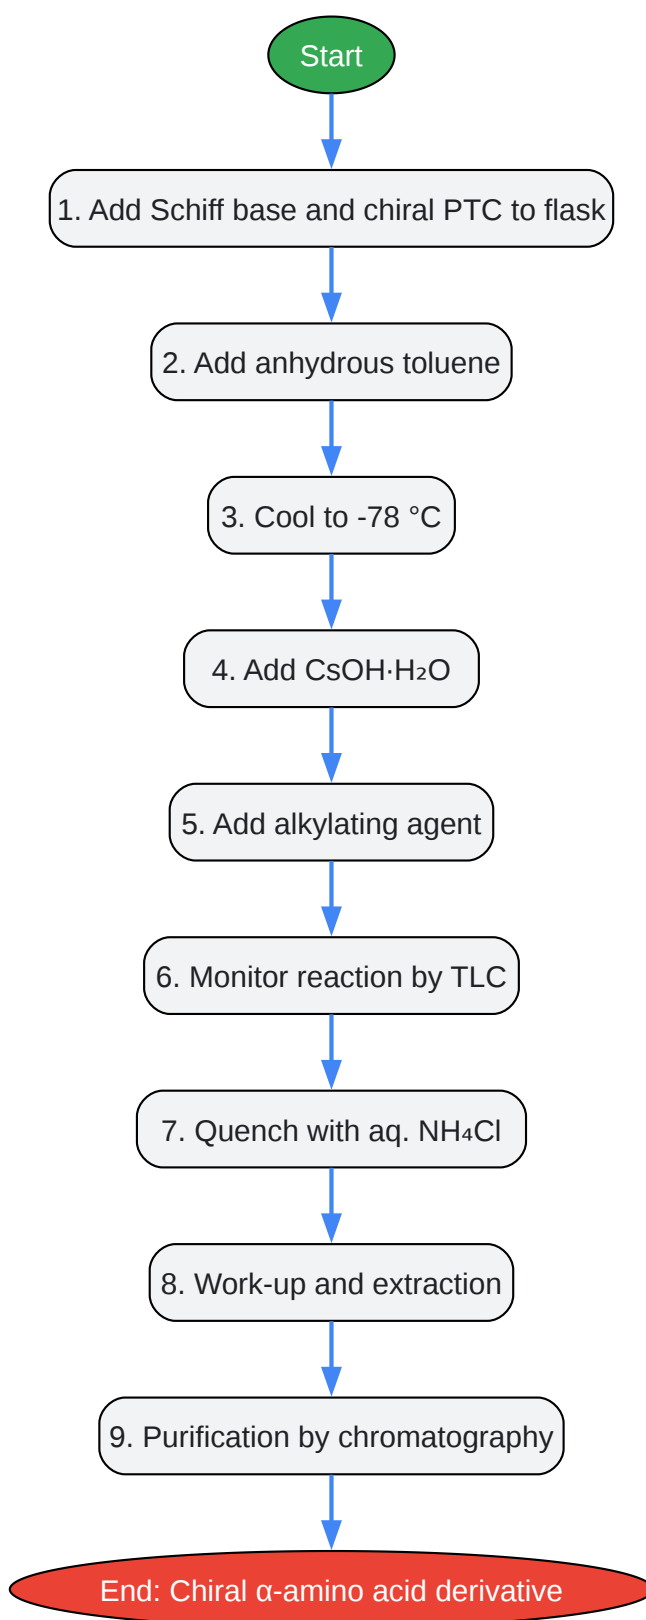 Start
1. Add Schiff base and chiral PTC to flask
2. Add anhydrous toluene
3. Cool to -78 °C
4. Add CsOH·H₂O
5. Add alkylating agent
6. Monitor reaction by TLC
7. Quench with aq. NH₄Cl
8. Work-up and extraction
9. Purification by chromatography
End: Chiral α-amino acid derivative